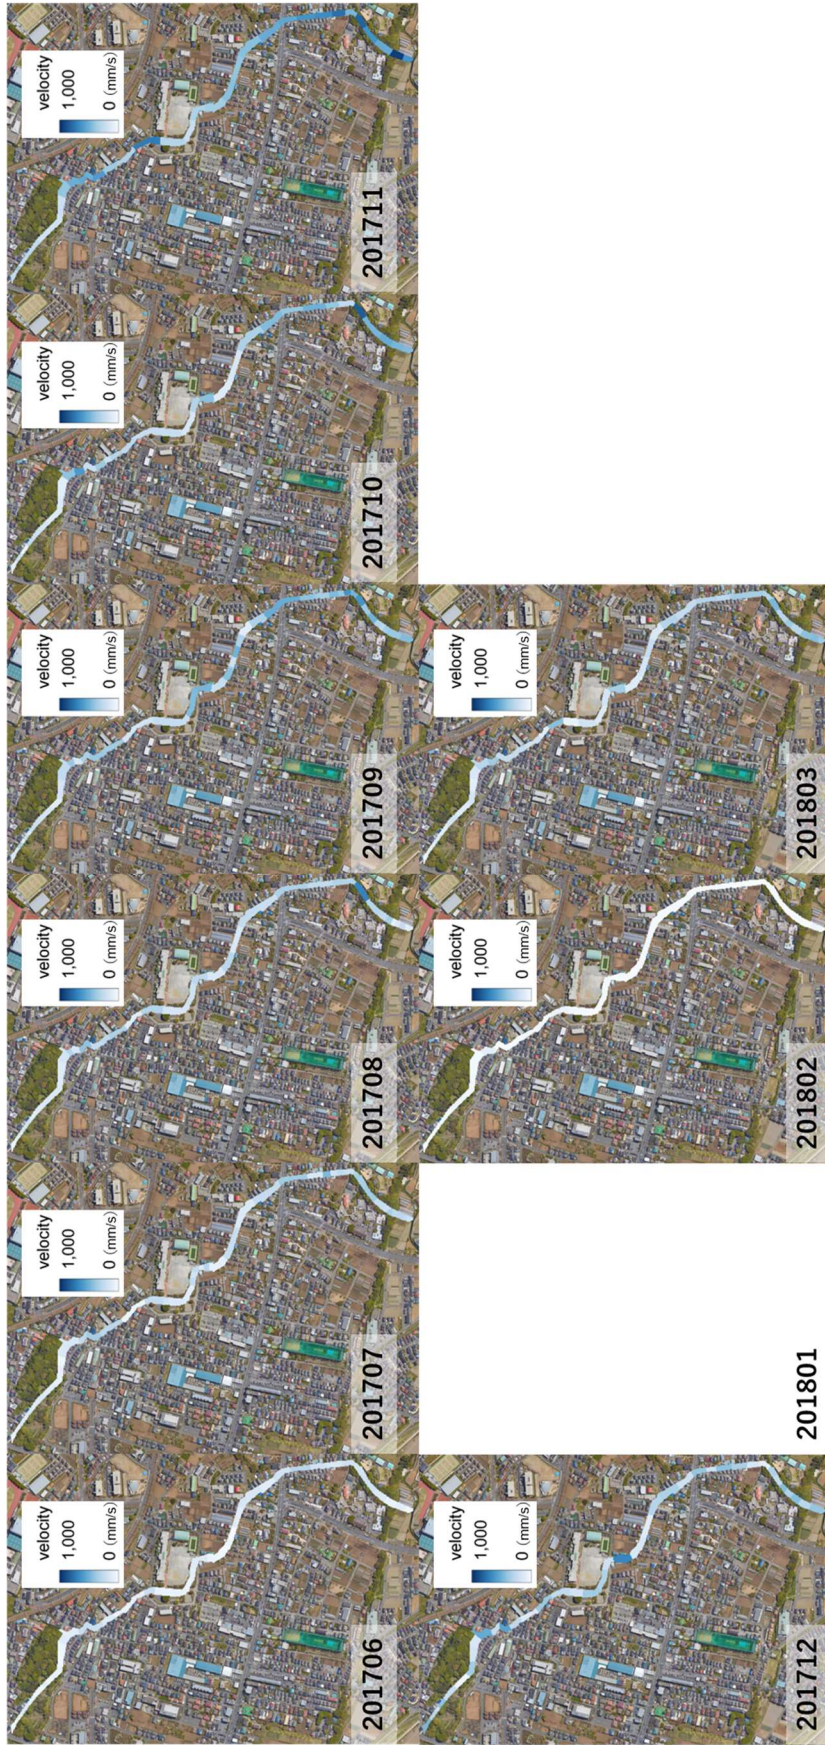 velocity
1,000
0 (mm/s)
201706
velocity
1,000
0 (mm/s)
201707
velocity
1,000
0 (mm/s)
201708
velocity
1,000
0 (mm/s)
201709
velocity
1,000
0 (mm/s)
201710
velocity
1,000
0 (mm/s)
201711
velocity
1,000
0 (mm/s)
201712
201801
velocity
1,000
0 (mm/s)
201802
velocity
1,000
0 (mm/s)
201803